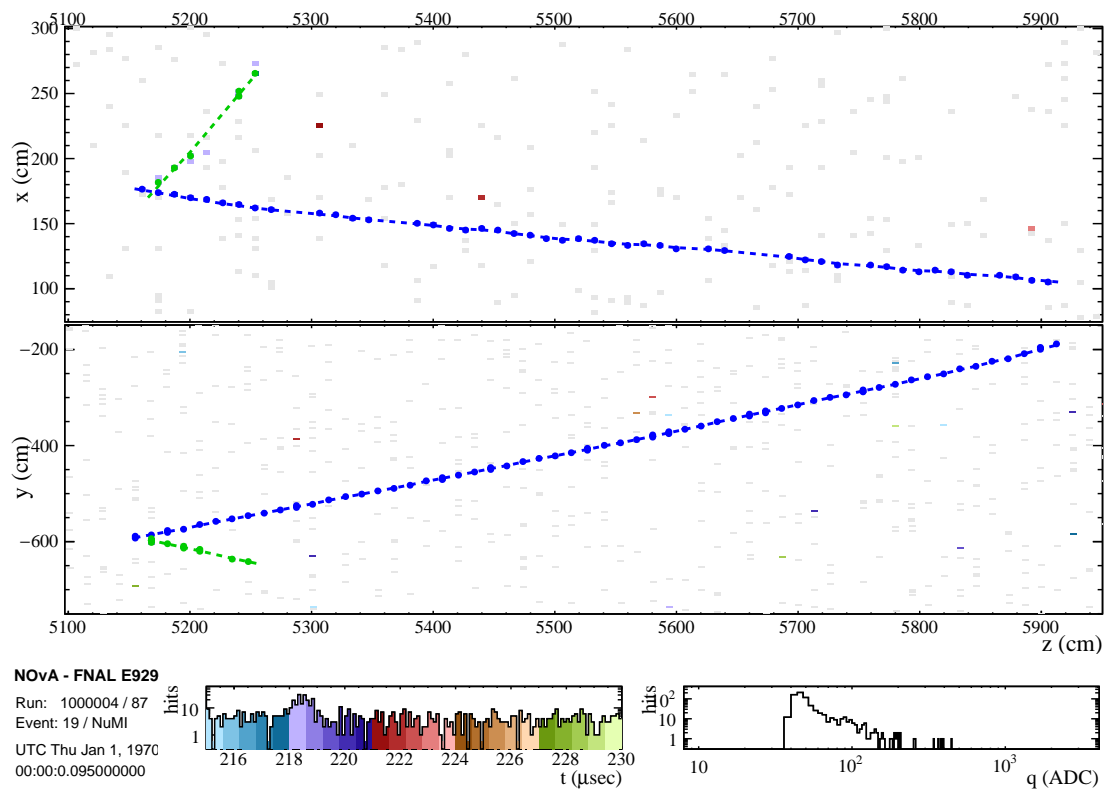 5100 5200 5300 5400 5500 5600 5700 5800 5900
300
250
200
150
100
x (cm)
−200
−400
−600
y (cm)
5100 5200 5300 5400 5500 5600 5700 5800 5900
z (cm)
NOvA - FNAL E929
Run: 1000004 / 87
Event: 19 / NuMI
UTC Thu Jan 1, 1970
00:00:0.095000000
hits
10
1
216 218 220 222 224 226 228 230
t (μsec)
hits
10²
10
1
10 10² 10³
q (ADC)